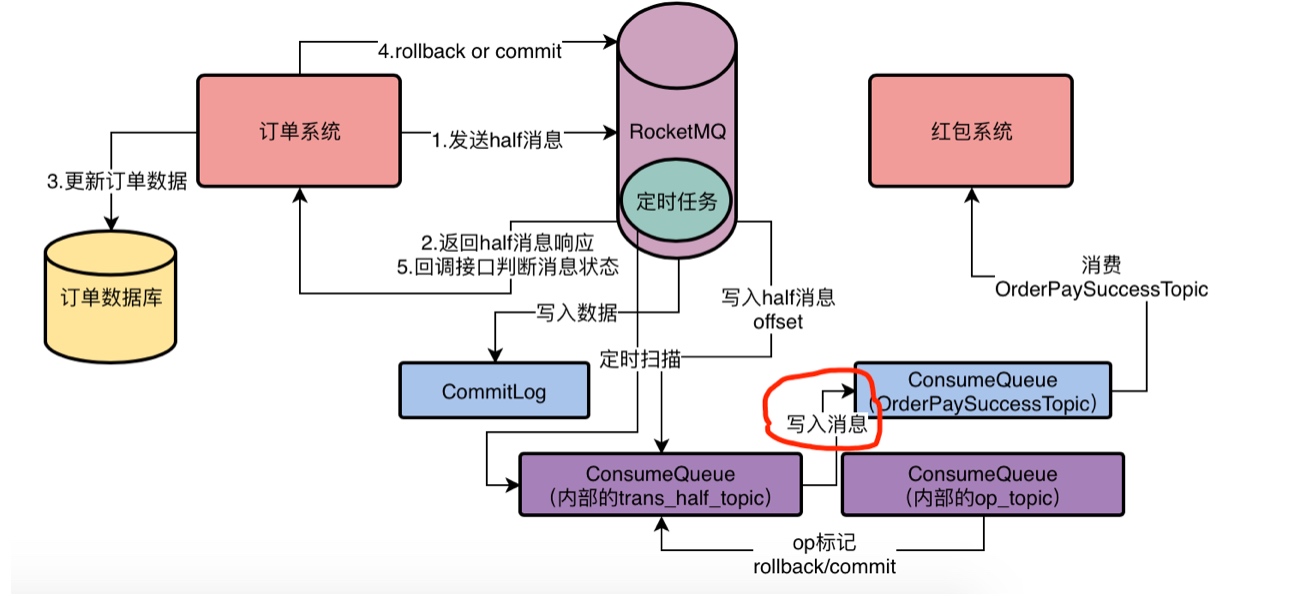 4.rollback or commit
订单系统
1.发送half消息
RocketMQ
红包系统
3.更新订单数据
定时任务
2.返回half消息响应
5.回调接口判断消息状态
订单数据库
写入数据
写入half消息
offset
消费
OrderPaySuccessTopic
定时扫描
CommitLog
ConsumeQueue
（OrderPaySuccessTopic）
写入消息
ConsumeQueue
（内部的trans_half_topic）
ConsumeQueue
（内部的op_topic）
op标记
rollback/commit